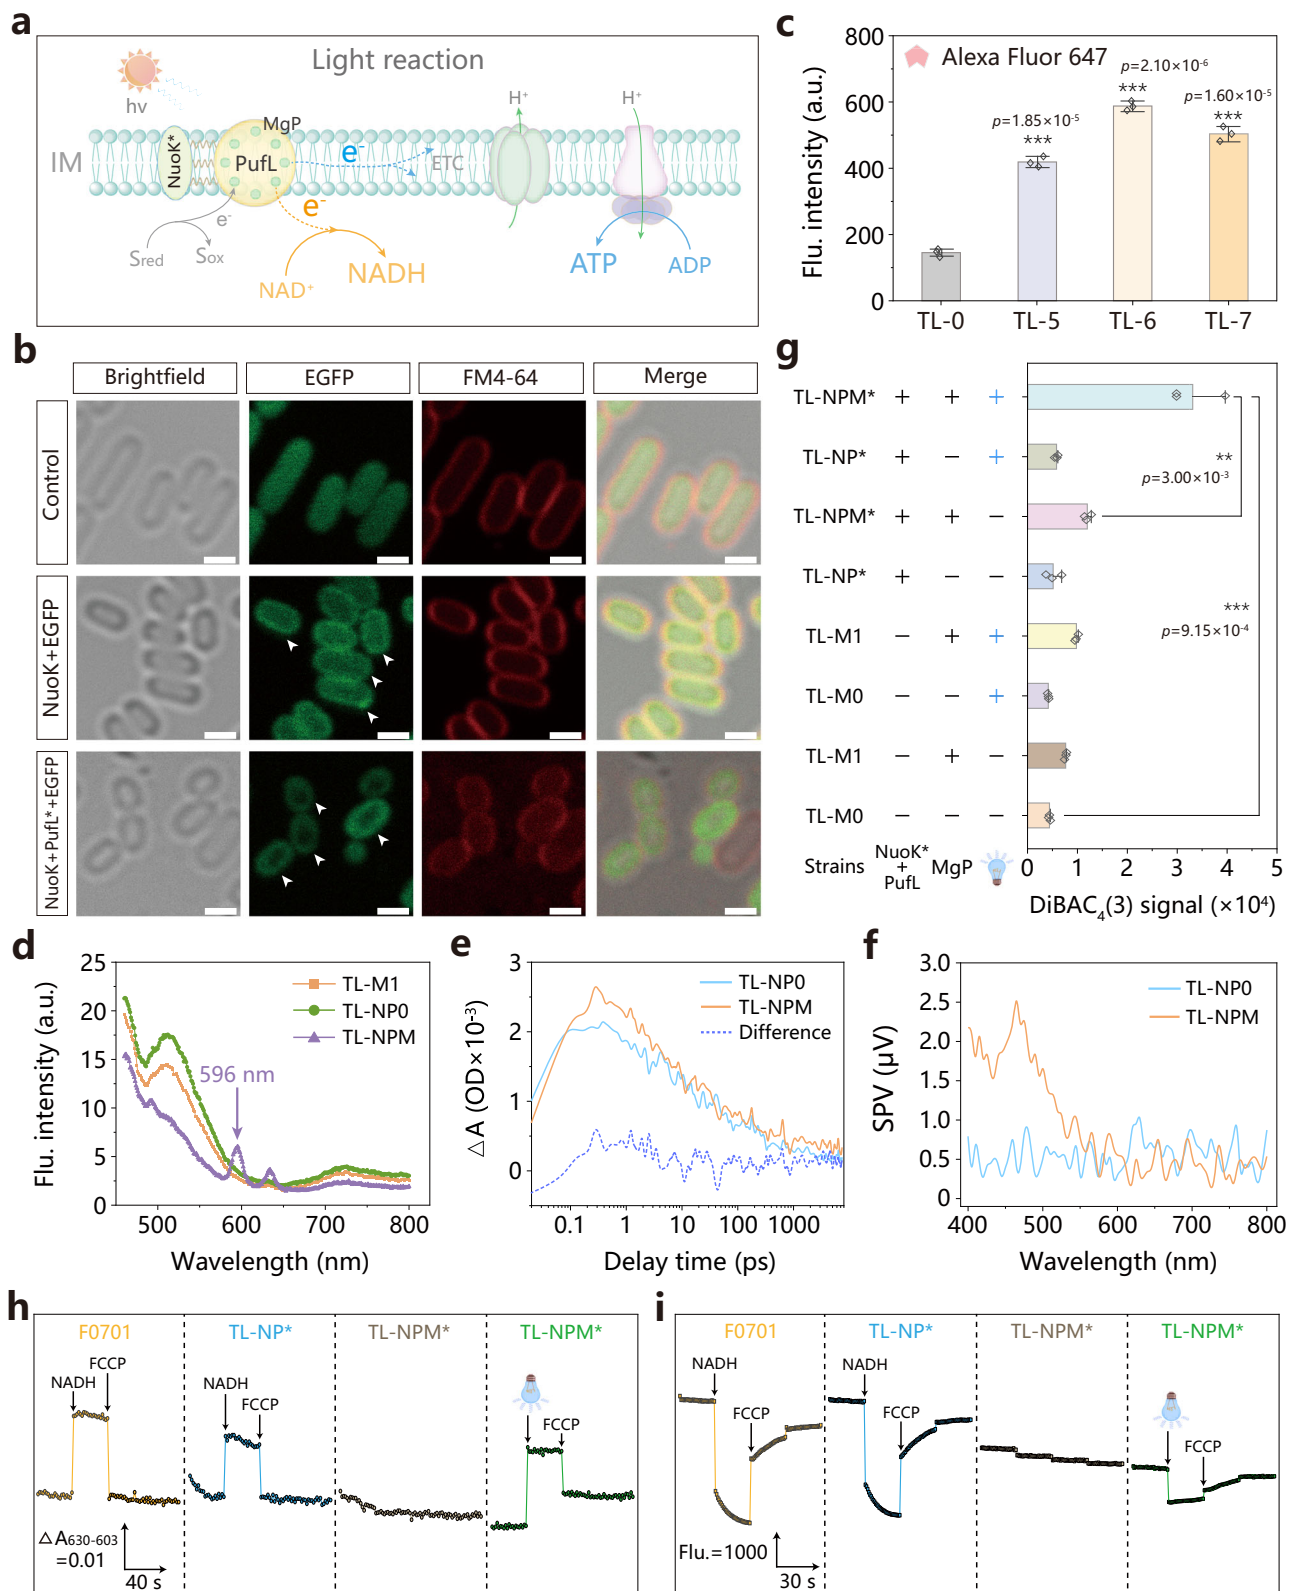 a
Light reaction
hv
MgP
NuoK*
PufL
IM
e⁻
ETC
H⁺
H⁺
e⁻
e⁻
Sred
Sox
NAD⁺
NADH
ATP
ADP
c
Alexa Fluor 647
Flu. intensity (a.u.)
800
600
400
200
0
p=1.85×10⁻⁵
***
p=2.10×10⁻⁶
***
p=1.60×10⁻⁵
***
TL-0
TL-5
TL-6
TL-7
b
Brightfield
EGFP
FM4-64
Merge
Control
NuoK+EGFP
NuoK+PufL*+EGFP
g
TL-NPM* + + +
TL-NP* + − +
TL-NPM* + + −
TL-NP* + − −
TL-M1 − + +
TL-M0 − − +
TL-M1 − + −
TL-M0 − − −
**
p=3.00×10⁻³
***
p=9.15×10⁻⁴
Strains
NuoK*
+
PufL
MgP
0 1 2 3 4 5
DiBAC₄(3) signal (×10⁴)
d
Flu. intensity (a.u.)
25
20
15
10
5
0
TL-M1
TL-NP0
TL-NPM
596 nm
500 600 700 800
Wavelength (nm)
e
△A (OD×10⁻³)
3
2
1
0
TL-NP0
TL-NPM
Difference
0.1 1 10 100 1000
Delay time (ps)
f
SPV (μV)
3.0
2.5
2.0
1.5
1.0
0.5
0
TL-NP0
TL-NPM
400 500 600 700 800
Wavelength (nm)
h
F0701
TL-NP*
TL-NPM*
TL-NPM*
NADH
FCCP
NADH
FCCP
FCCP
△A630-603
=0.01
40 s
i
F0701
TL-NP*
TL-NPM*
TL-NPM*
NADH
FCCP
NADH
FCCP
FCCP
Flu.=1000
30 s